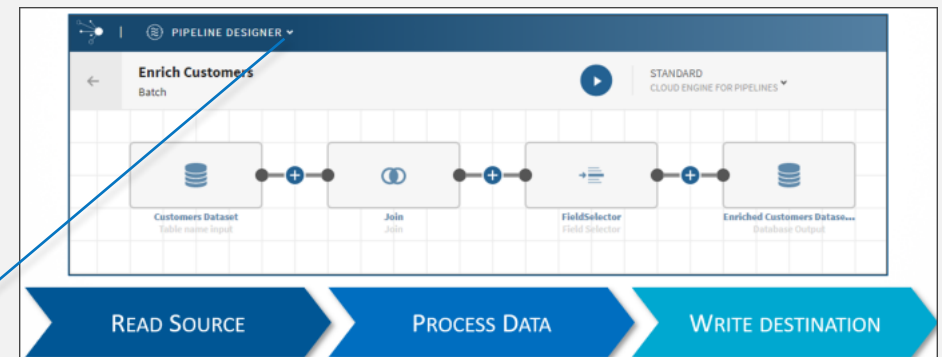 PIPELINE DESIGNER
Enrich Customers
Batch
STANDARD
CLOUD ENGINE FOR PIPELINES
Customers Dataset
Table name input
Join
Join
FieldSelector
Field Selector
Enriched Customers Datase...
Database Output
READ SOURCE
PROCESS DATA
WRITE DESTINATION